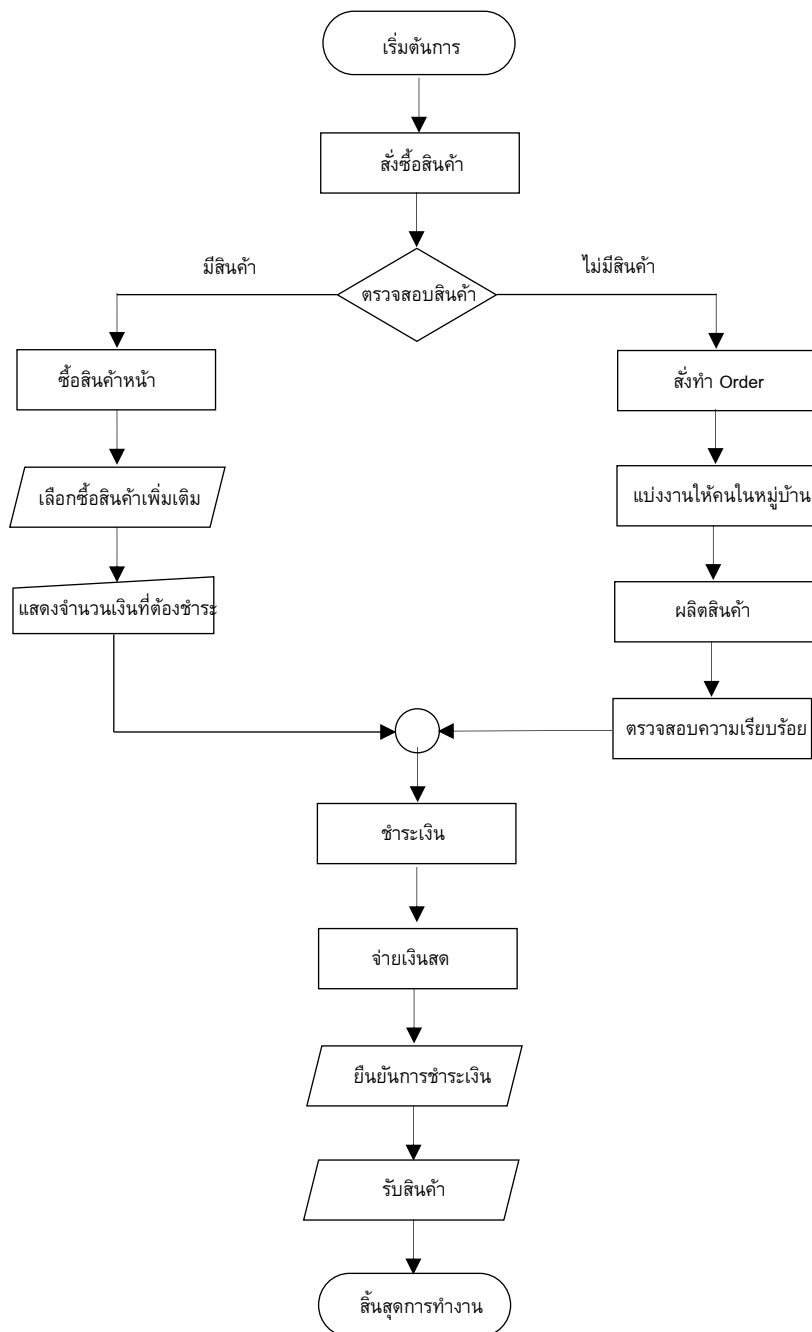 เริ่มต้นการ
สั่งซื้อสินค้า
ตรวจสอบสินค้า
มีสินค้า
ไม่มีสินค้า
ซื้อสินค้าหน้า
สั่งทำ Order
เลือกซื้อสินค้าเพิ่มเติม
แบ่งงานให้คนในหมู่บ้าน
แสดงจำนวนเงินที่ต้องชำระ
ผลิตสินค้า
ตรวจสอบความเรียบร้อย
ชำระเงิน
จ่ายเงินสด
ยืนยันการชำระเงิน
รับสินค้า
สิ้นสุดการทำงาน